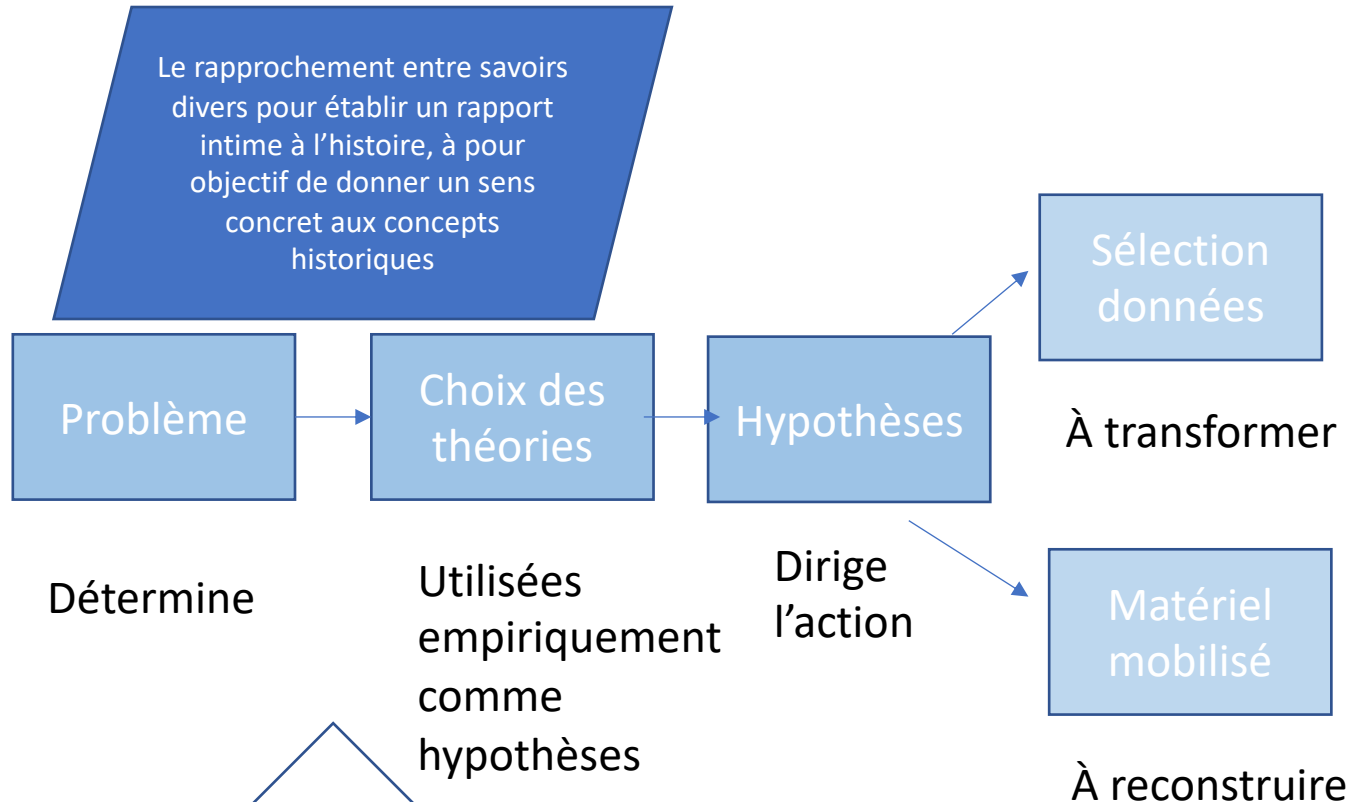 Le rapprochement entre savoirs
divers pour établir un rapport
intime à l’histoire, à pour
objectif de donner un sens
concret aux concepts
historiques
Problème
Choix des
théories
Hypothèses
Sélection
données
À transformer
Détermine
Utilisées
empiriquement
comme
hypothèses
Dirige
l’action
Matériel
mobilisé
À reconstruire